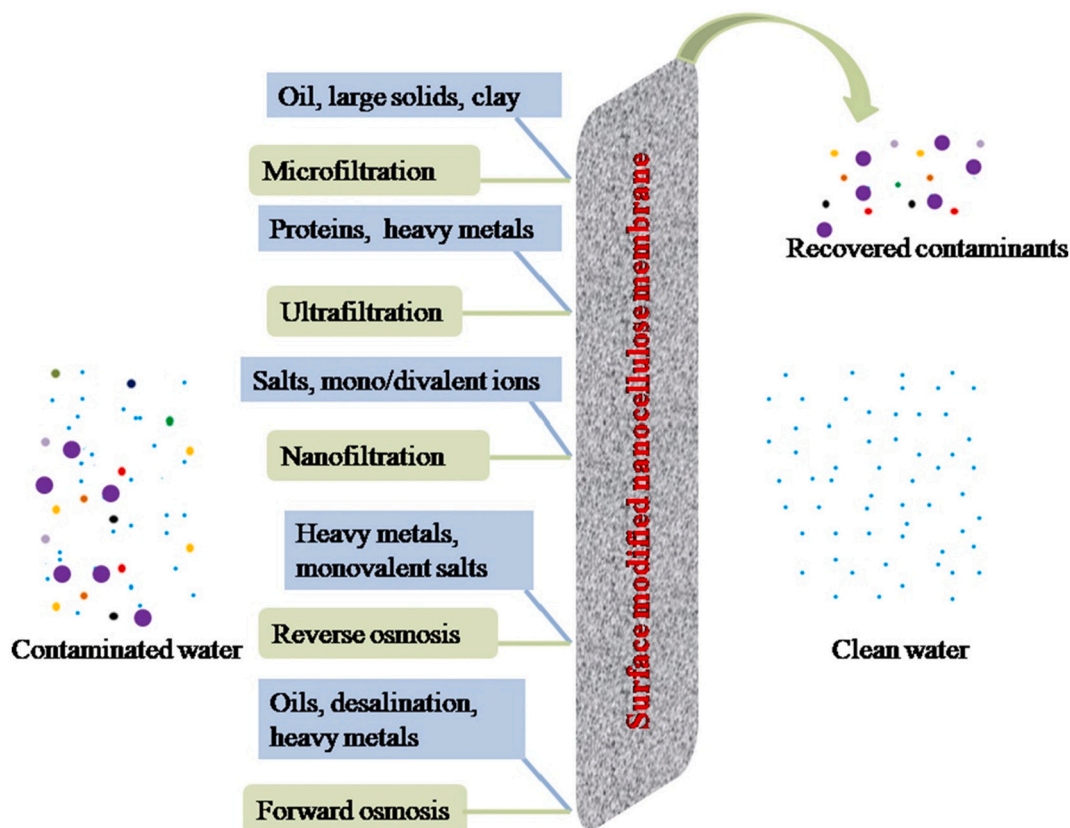 Oil, large solids, clay
Microfiltration
Proteins, heavy metals
Ultrafiltration
Salts, mono/divalent ions
Nanofiltration
Heavy metals,
monovalent salts
Reverse osmosis
Oils, desalination,
heavy metals
Forward osmosis
Contaminated water
Surface modified nanocellulose membrane
Recovered contaminants
Clean water